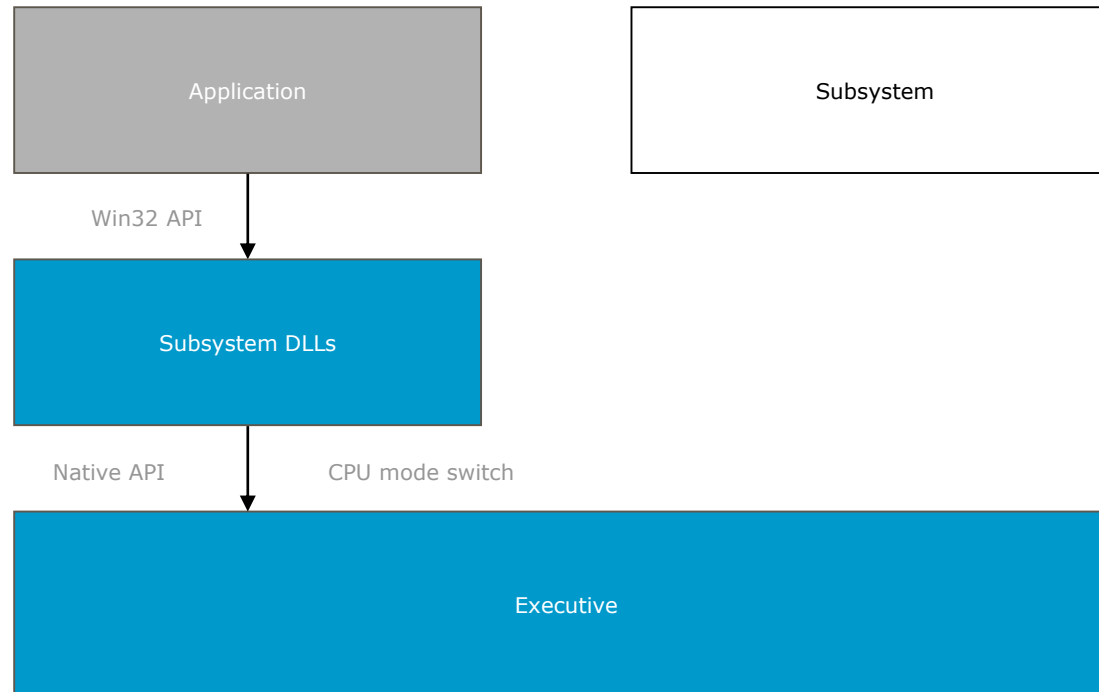 Application
Subsystem
Win32 API
Subsystem DLLs
Native API
CPU mode switch
Executive